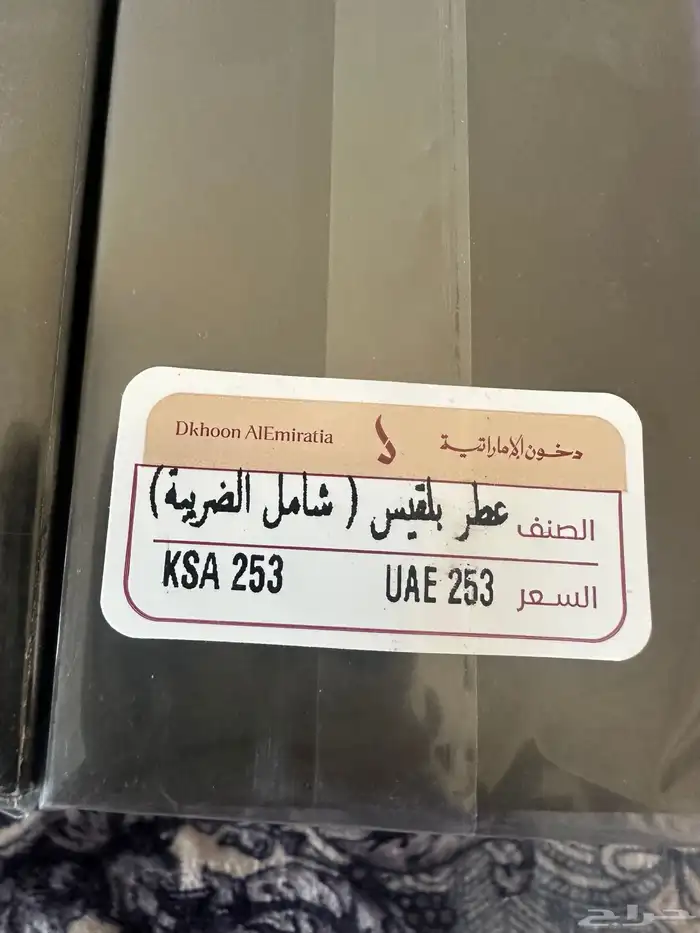 Dkhoon AlEmiratia دخون الإماراتية
الصنف عطر بلقيس ( شامل الضريبة)
السعر UAE 253 KSA 253
حراج